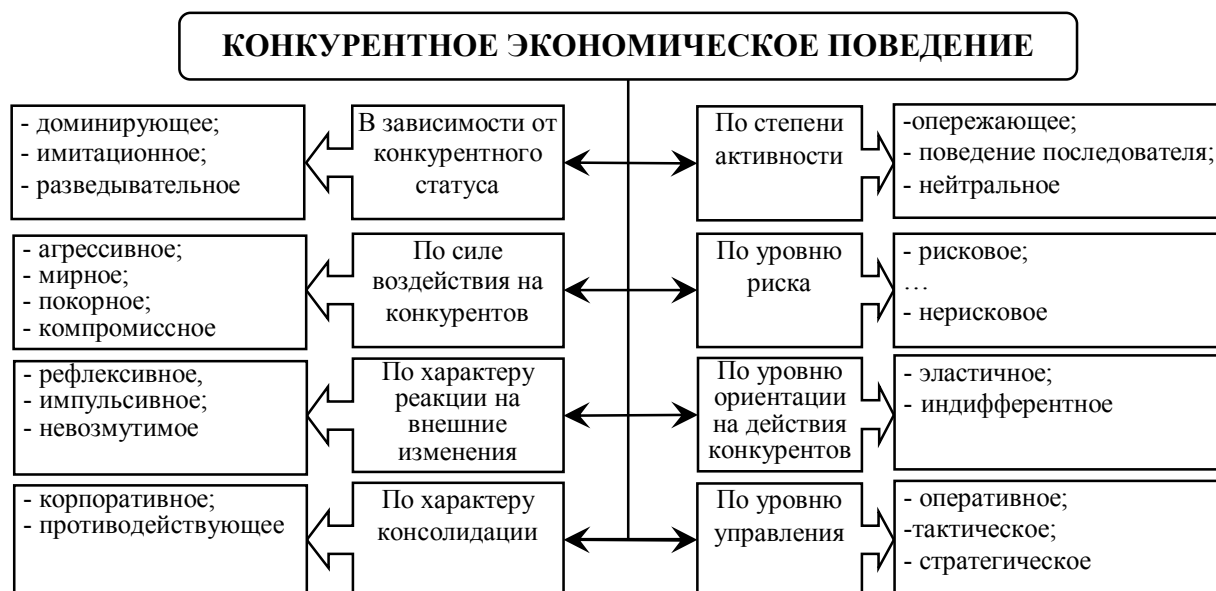 КОНКУРЕНТНОЕ ЭКОНОМИЧЕСКОЕ ПОВЕДЕНИЕ
- доминирующее;
- имитационное;
- разведывательное
В зависимости от
конкурентного
статуса
По степени
активности
-опережающее;
- поведение последователя;
- нейтральное
- агрессивное;
- мирное;
- покорное;
- компромиссное
По силе
воздействия на
конкурентов
По уровню
риска
- рисковое;
…
- нерисковое
- рефлексивное,
- импульсивное;
- невозмутимое
По характеру
реакции на
внешние
изменения
По уровню
ориентации
на действия
конкурентов
- эластичное;
- индифферентное
- корпоративное;
- противодействующее
По характеру
консолидации
По уровню
управления
- оперативное;
-тактическое;
- стратегическое